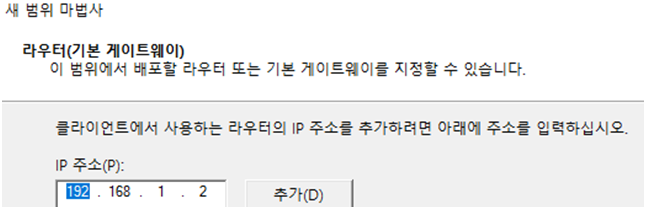 새 범위 마법사
라우터(기본 게이트웨이)
이 범위에서 배포할 라우터 또는 기본 게이트웨이를 지정할 수 있습니다.
클라이언트에서 사용하는 라우터의 IP 주소를 추가하려면 아래에 주소를 입력하십시오.
IP 주소(P):
192 . 168 . 1 . 2 추가(D)